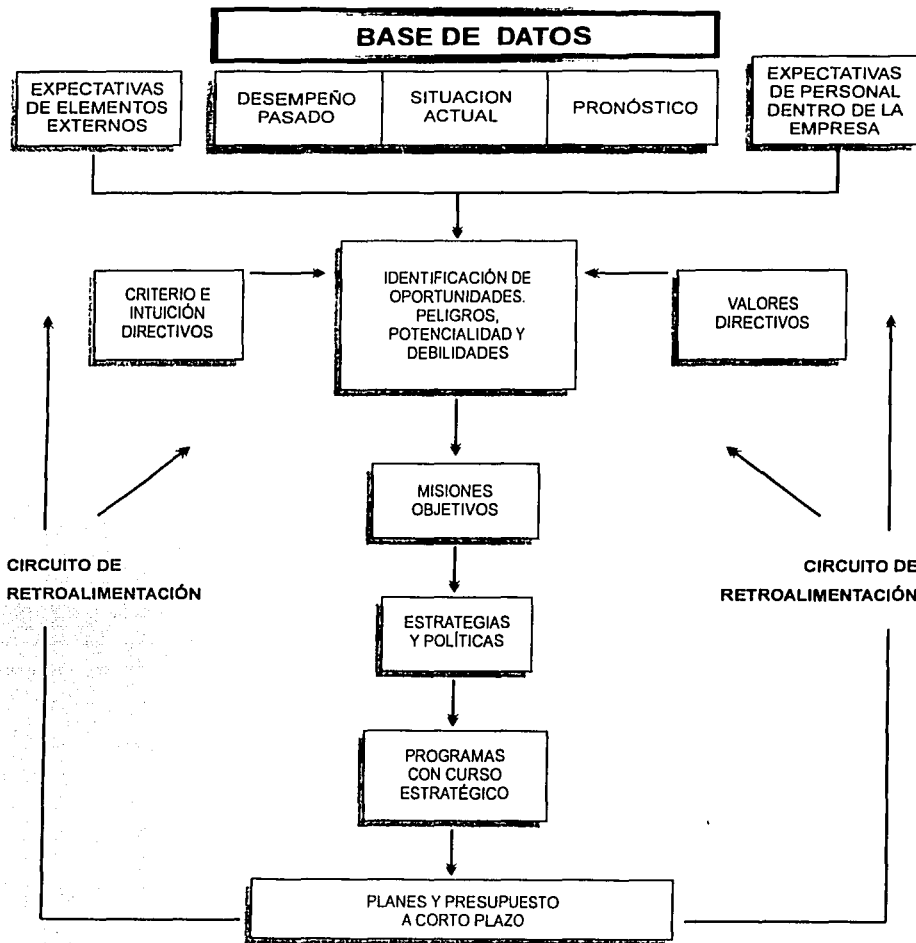 BASE DE DATOS
EXPECTATIVAS
DE ELEMENTOS
EXTERNOS
DESEMPEÑO
PASADO
SITUACION
ACTUAL
PRONÓSTICO
EXPECTATIVAS
DE PERSONAL
DENTRO DE LA
EMPRESA
CRITERIO E
INTUICIÓN
DIRECTIVOS
IDENTIFICACIÓN DE
OPORTUNIDADES.
PELIGROS,
POTENCIALIDAD Y
DEBILIDADES
VALORES
DIRECTIVOS
MISIONES
OBJETIVOS
CIRCUITO DE
RETROALIMENTACIÓN
CIRCUITO DE
RETROALIMENTACIÓN
ESTRATEGIAS
Y POLÍTICAS
PROGRAMAS
CON CURSO
ESTRATÉGICO
PLANES Y PRESUPUESTO
A CORTO PLAZO